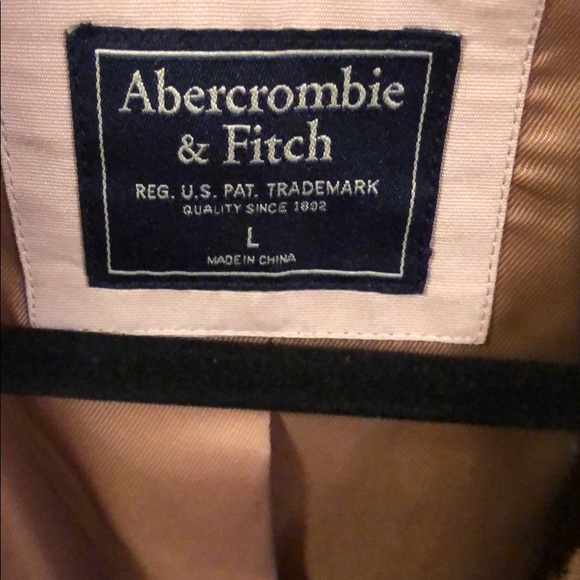 Abercrombie
& Fitch
REG. U.S. PAT. TRADEMARK
QUALITY SINCE 1892
L
MADE IN CHINA